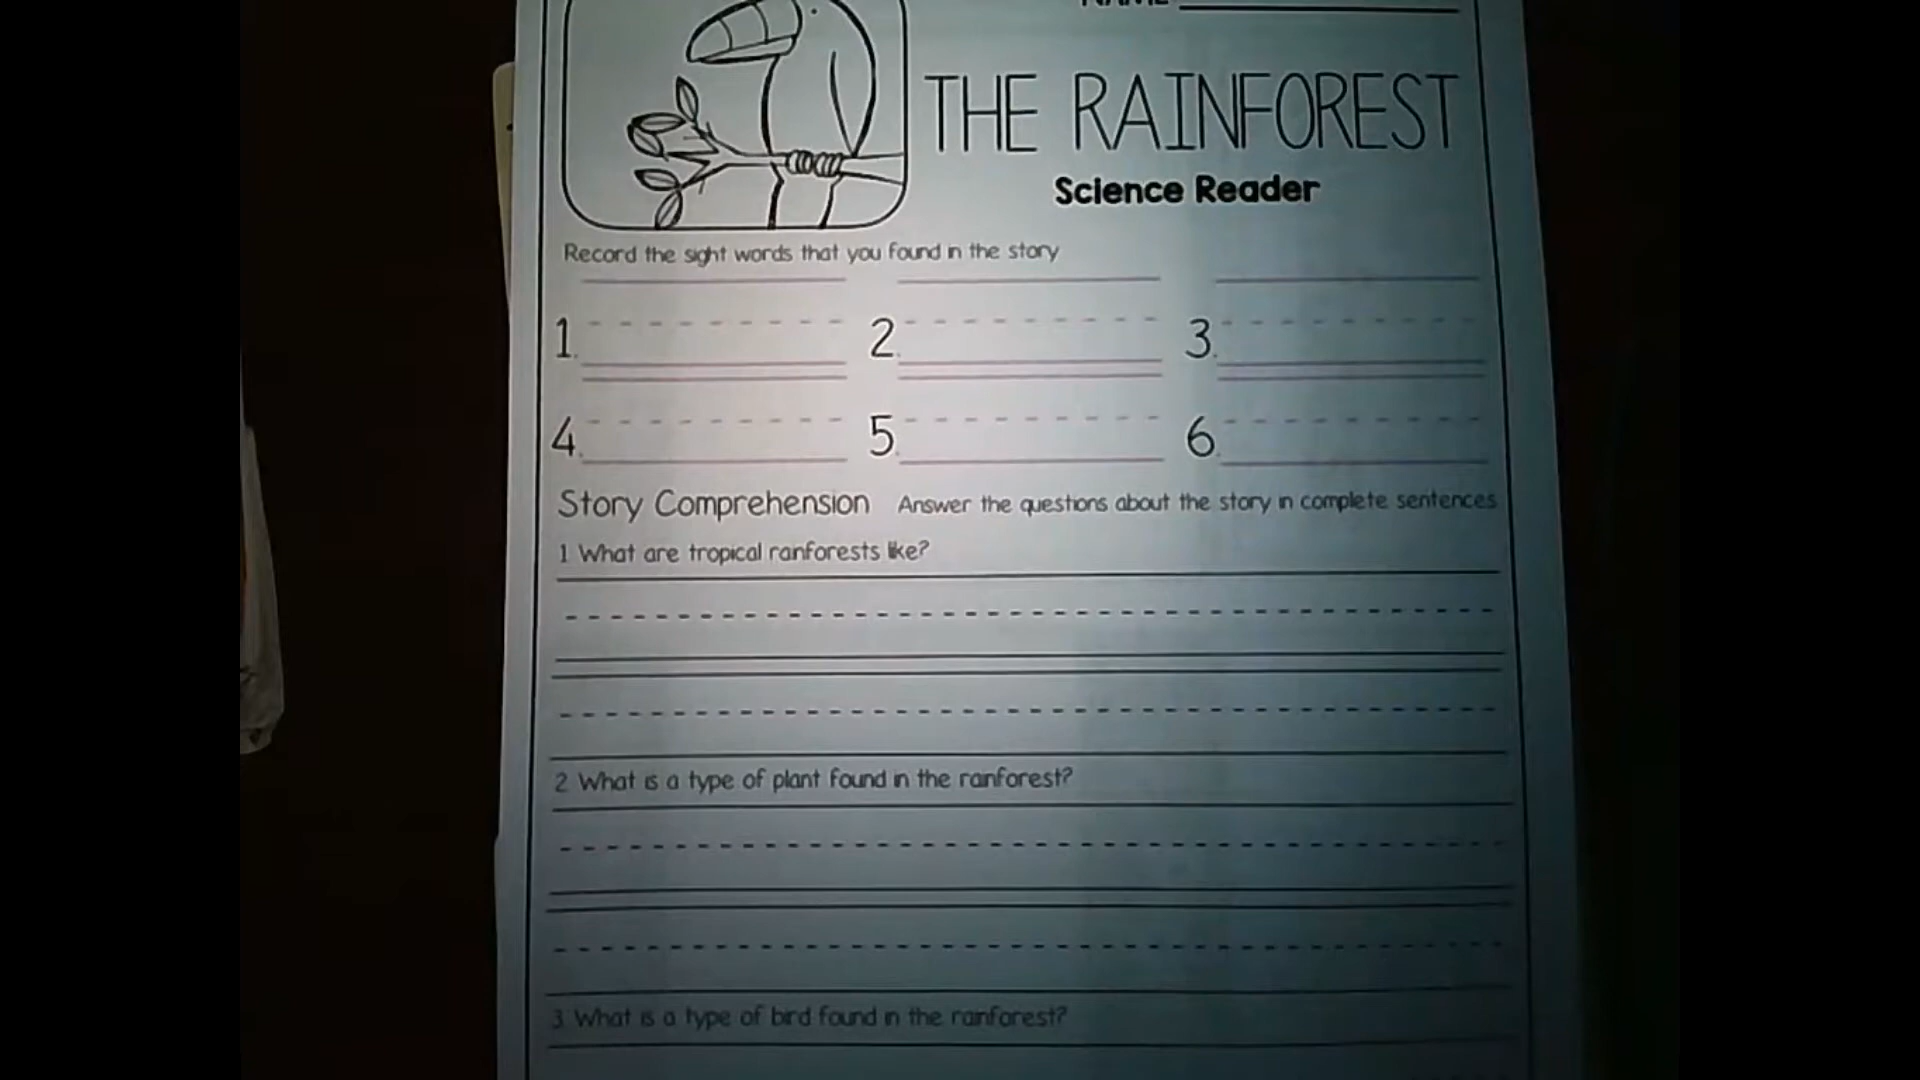 NAME
THE RAINFOREST
Science Reader
Record the sight words that you found in the story
1. 2. 3.
4. 5. 6.
Story Comprehension Answer the questions about the story in complete sentences
1 What are tropical rainforests like?
2 What is a type of plant found in the rainforest?
3 What is a type of bird found in the rainforest?